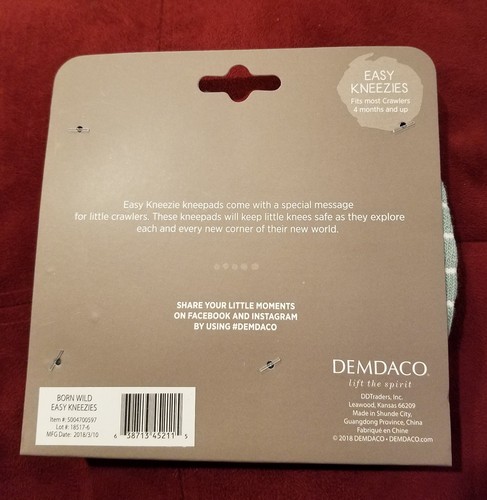 EASY
KNEEZIES
Fits most Crawlers
4 months and up
Easy Kneezie kneepads come with a special message
for little crawlers. These kneepads will keep little knees safe as they explore
each and every new corner of their new world.
SHARE YOUR LITTLE MOMENTS
ON FACEBOOK AND INSTAGRAM
BY USING #DEMDACO
DEMDACO
lift the spirit
DDTraders, Inc.
Leawood, Kansas 66209
Made in Shunde City,
Guangdong Province, China
Fabriqué en Chine
© 2018 DEMDACO • DEMDACO.com
BORN WILD
EASY KNEEZIES
Item #: 5004700597
Lot #: 18517-6
MFG Date: 2018/3/10
6 38713 45211 5